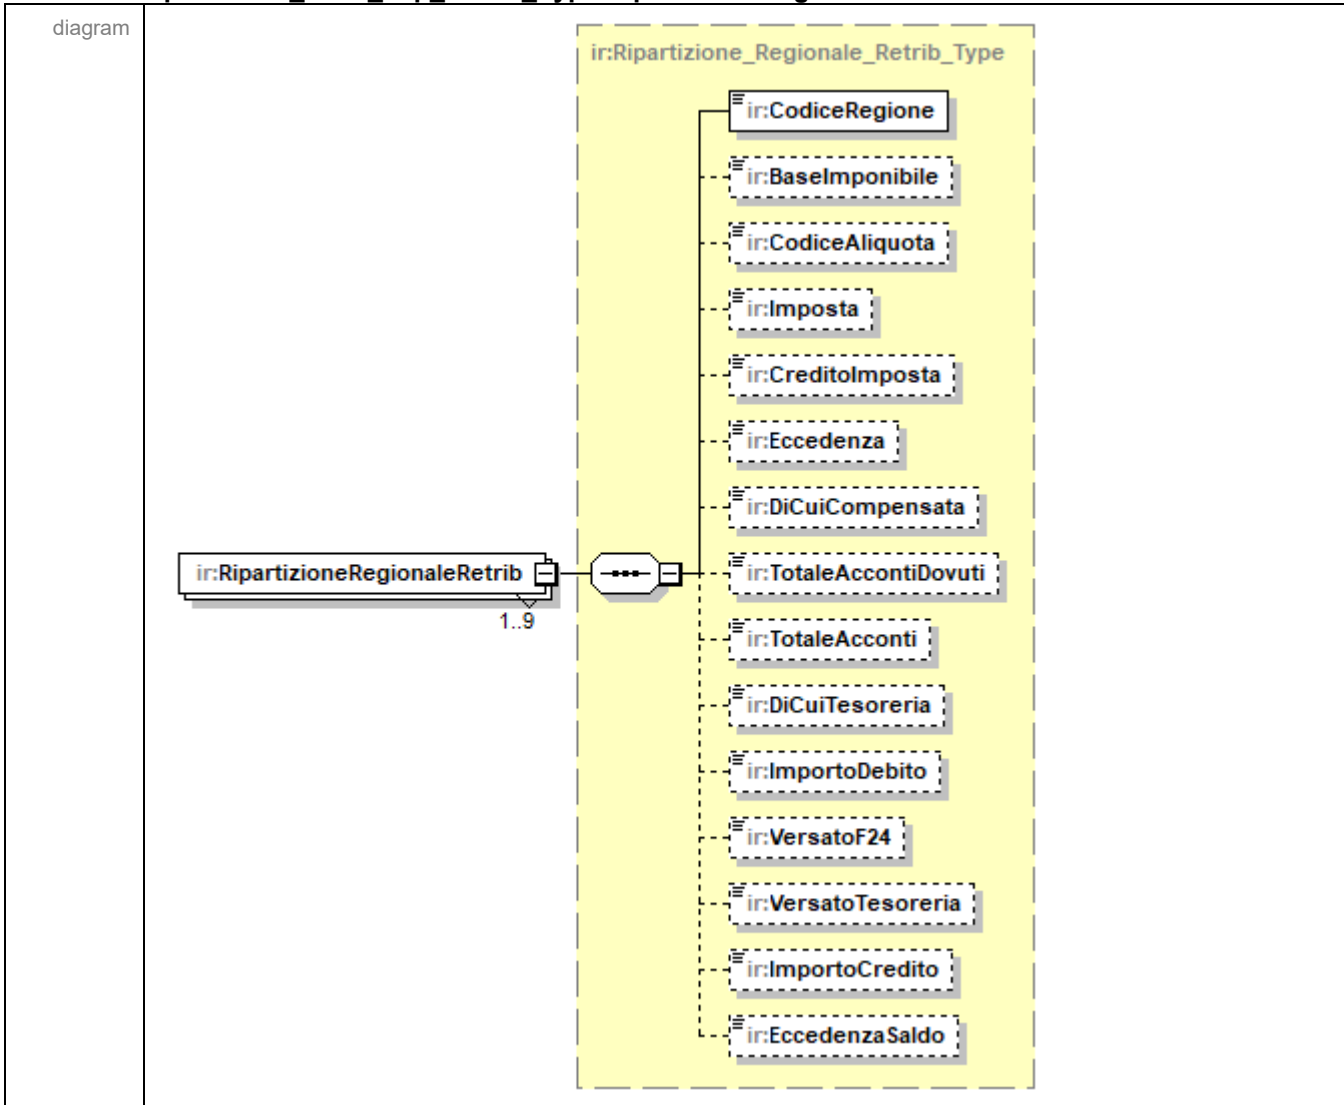 diagram
ir:Ripartizione_Regionale_Retrib_Type
ir:CodiceRegione
ir:BaseImponibile
ir:CodiceAliquota
ir:Imposta
ir:CreditoImposta
ir:Eccedenza
ir:DiCuiCompensata
ir:RipartizioneRegionaleRetrib
1..9
ir:TotaleAccontiDovuti
ir:TotaleAcconti
ir:DiCuiTesoreria
ir:ImportoDebito
ir:VersatoF24
ir:VersatoTesoreria
ir:ImportoCredito
ir:EccedenzaSaldo